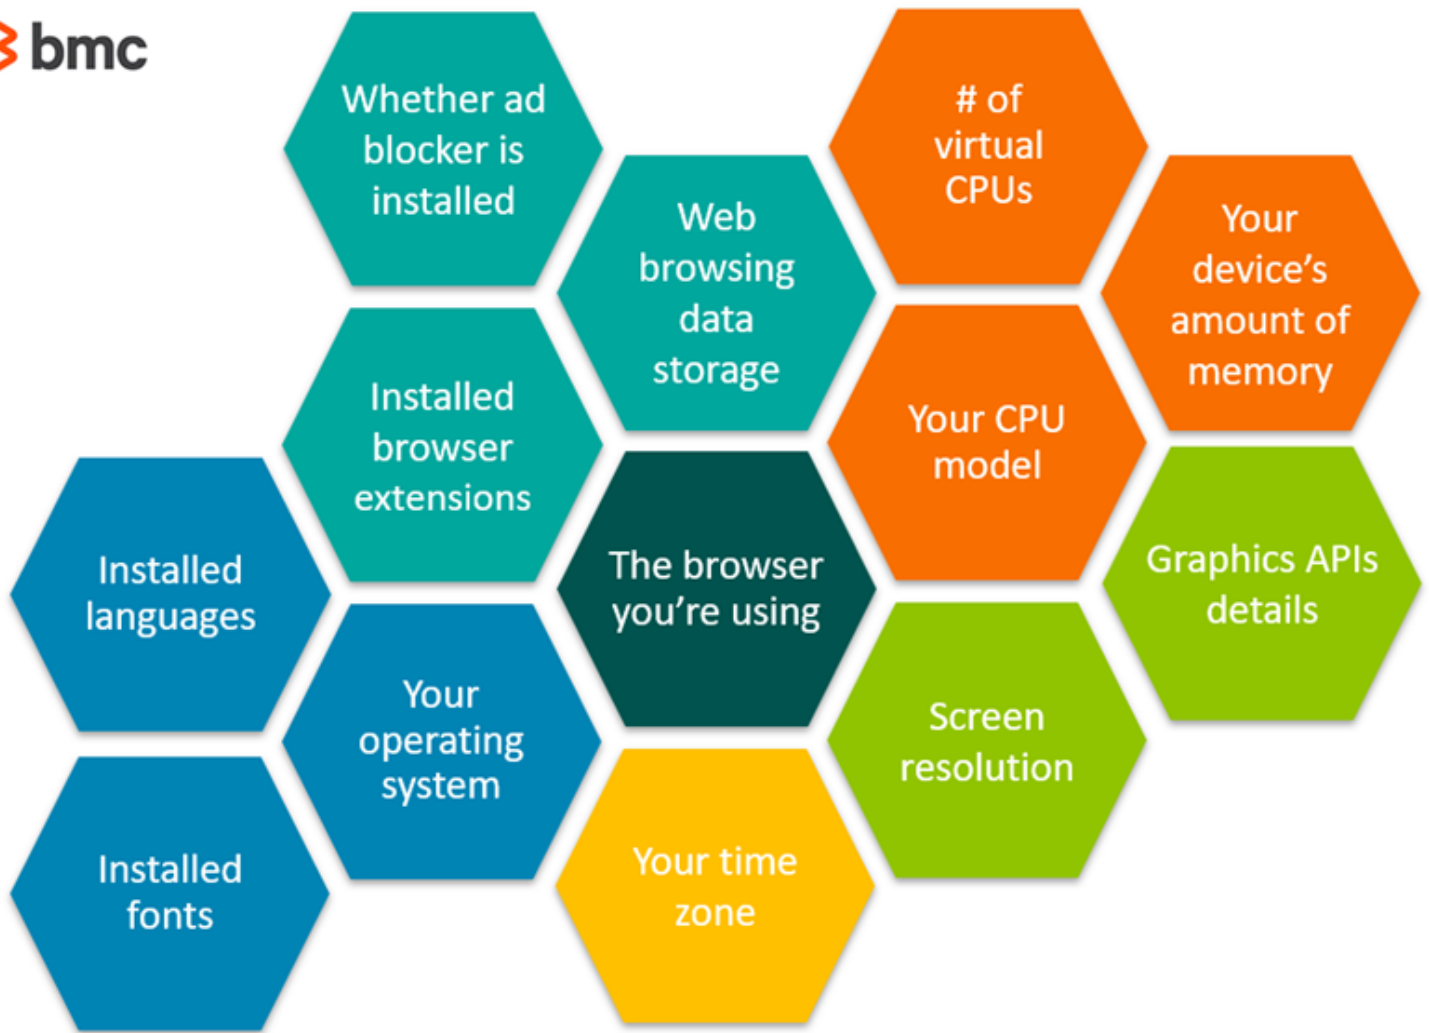 bmc
Whether ad
blocker is
installed
# of
virtual
CPUs
Web
browsing
data
storage
Your
device’s
amount of
memory
Installed
browser
extensions
Your CPU
model
Installed
languages
The browser
you’re using
Graphics APIs
details
Your
operating
system
Screen
resolution
Installed
fonts
Your time
zone